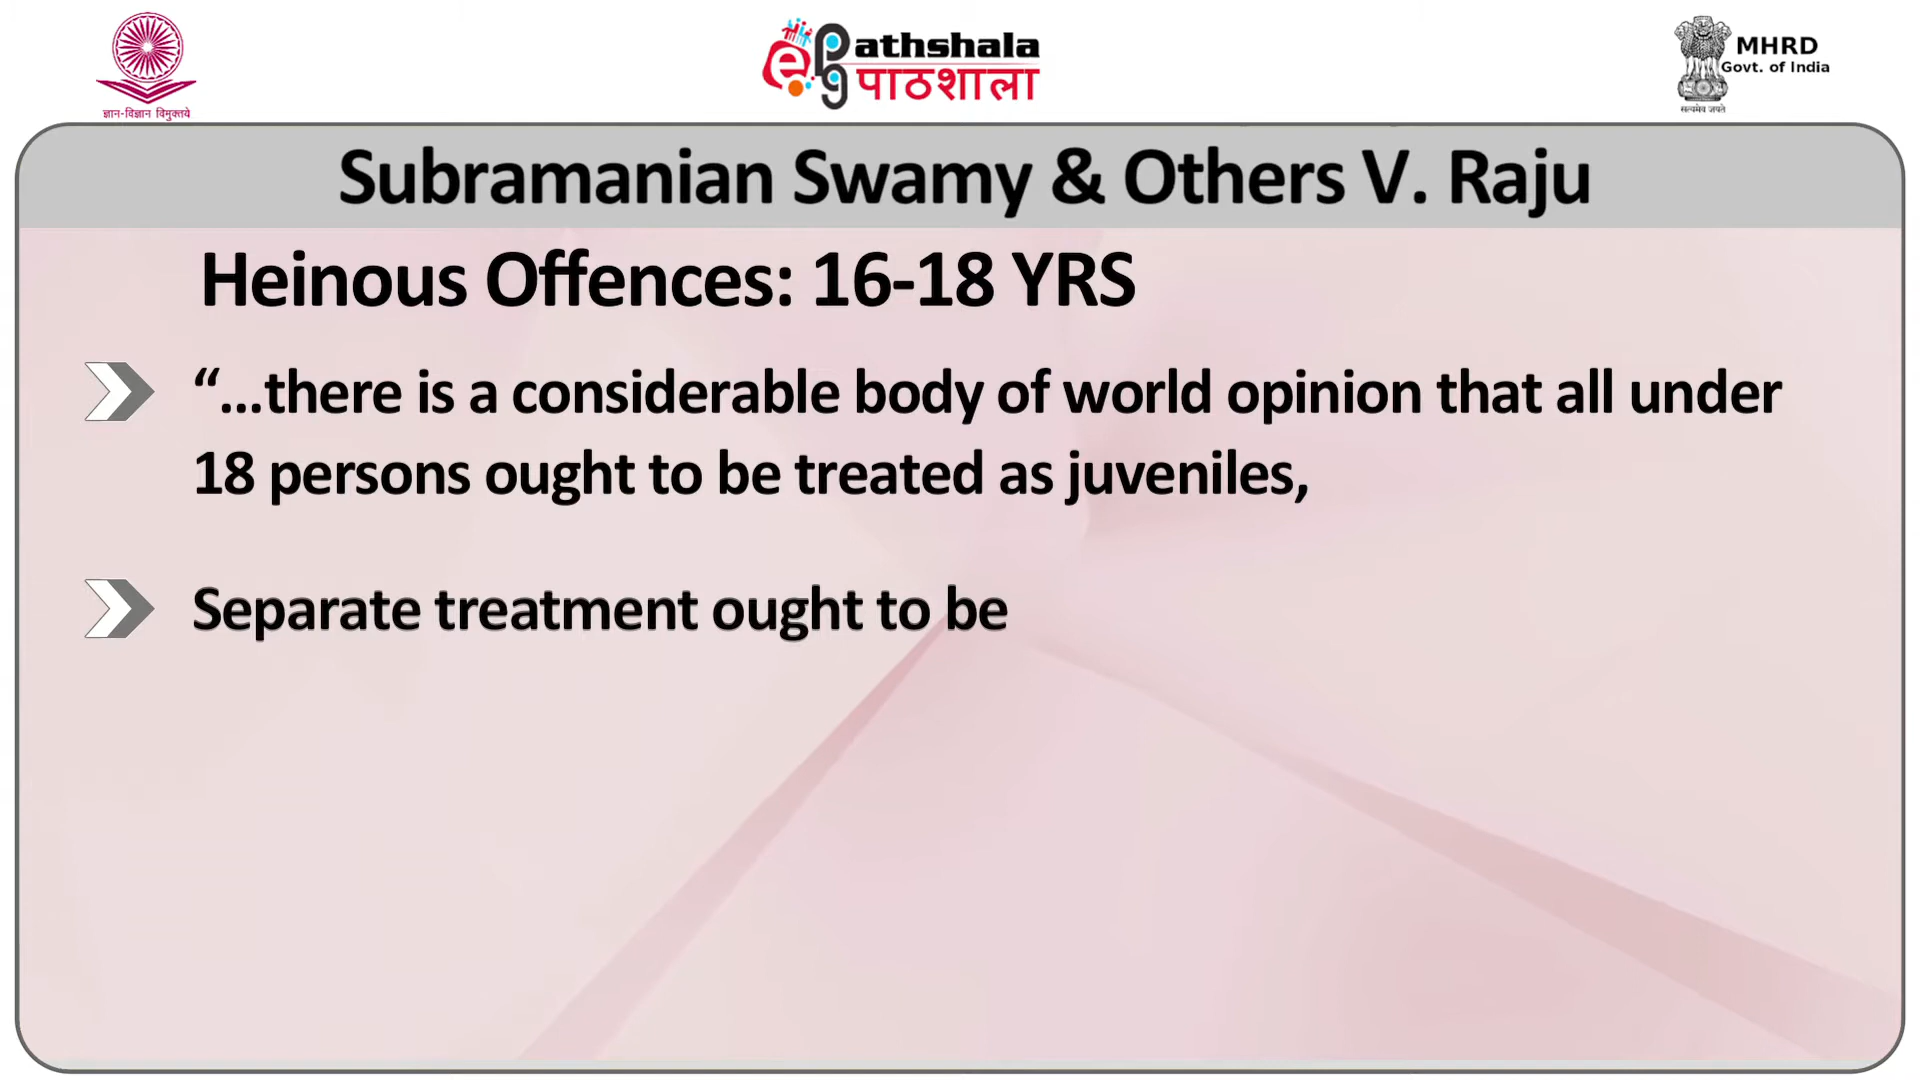 ज्ञान-विज्ञान विमुक्तये
epg Pathshala
पाठशाला
MHRD
Govt. of India
सत्यमेव जयते
Subramanian Swamy & Others V. Raju
Heinous Offences: 16-18 YRS
“...there is a considerable body of world opinion that all under
18 persons ought to be treated as juveniles,
Separate treatment ought to be